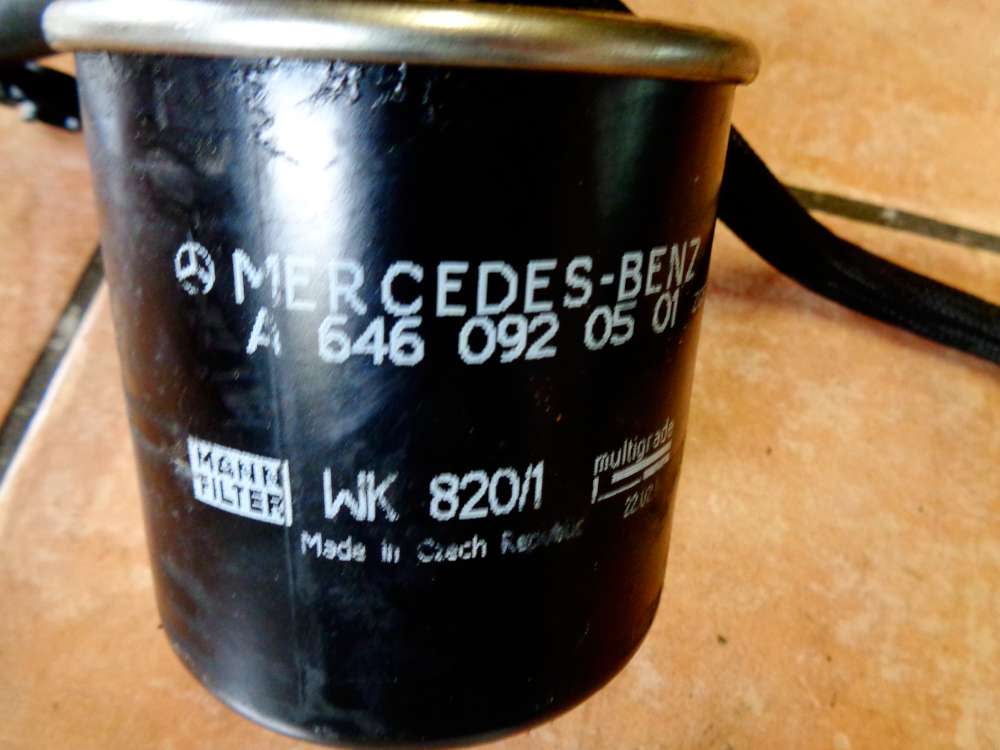 MERCEDES-BENZ
A 646 092 05 01
MANN
FILTER
WK 820/1
multigrade
Made in Czech Republic